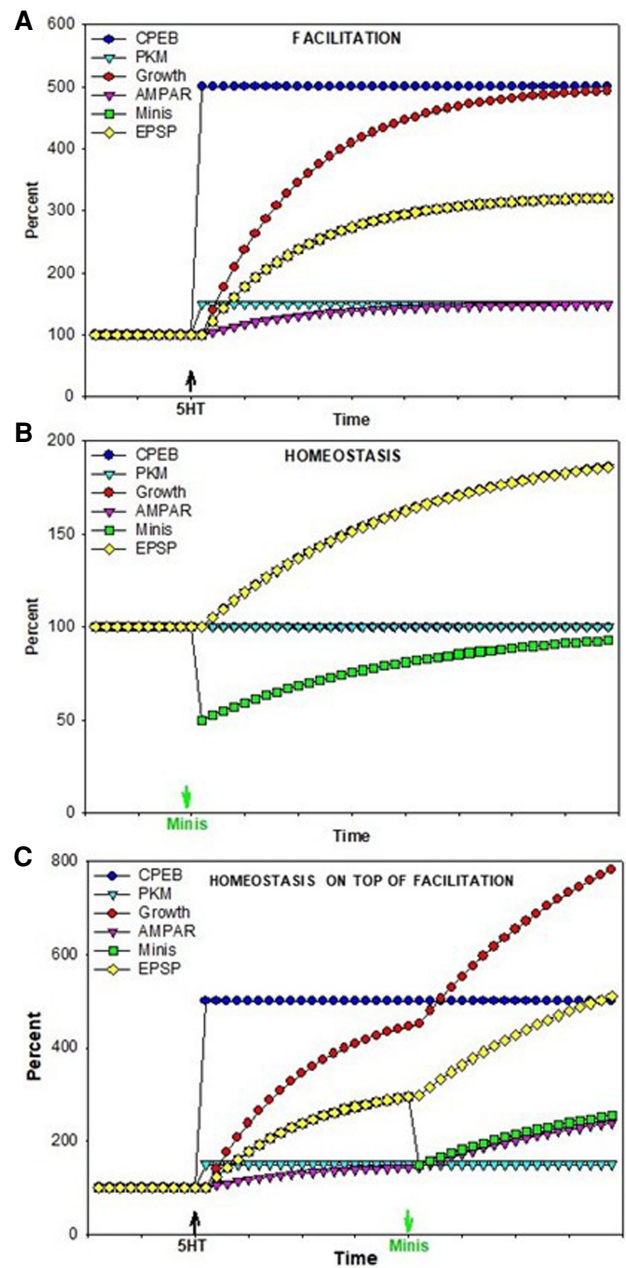 A
FACILITATION
CPEB
PKM
Growth
AMPAR
Minis
EPSP
Percent
600
500
400
300
200
100
0
5HT
Time
B
HOMEOSTASIS
CPEB
PKM
Growth
AMPAR
Minis
EPSP
Percent
200
150
100
50
0
Minis
Time
C
HOMEOSTASIS ON TOP OF FACILITATION
CPEB
PKM
Growth
AMPAR
Minis
EPSP
Percent
800
600
400
200
0
5HT
Minis
Time